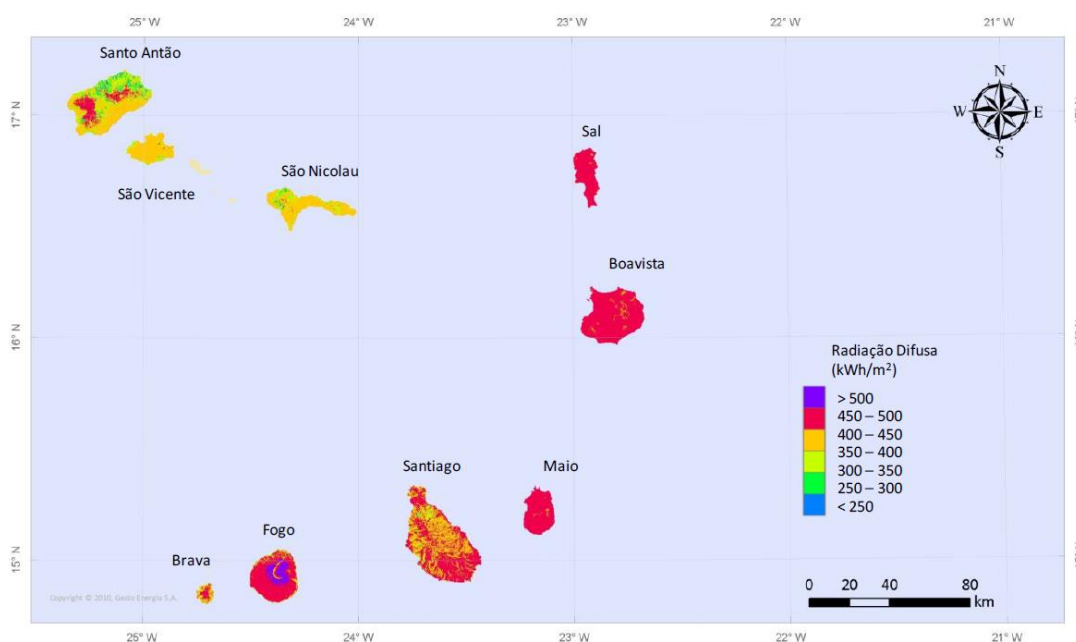 25° W 24° W 23° W 22° W 21° W
Santo Antão
N
17° N
W E
S
Sal
São Nicolau
São Vicente
Boavista
16° N
Radiação Difusa
(kWh/m²)
> 500
450 – 500
400 – 450
350 – 400
300 – 350
250 – 300
< 250
Santiago Maio
Fogo
15° N
Brava
0 20 40 80
km
Copyright © 2010, Gesto Energia S.A.
25° W 24° W 23° W 22° W 21° W